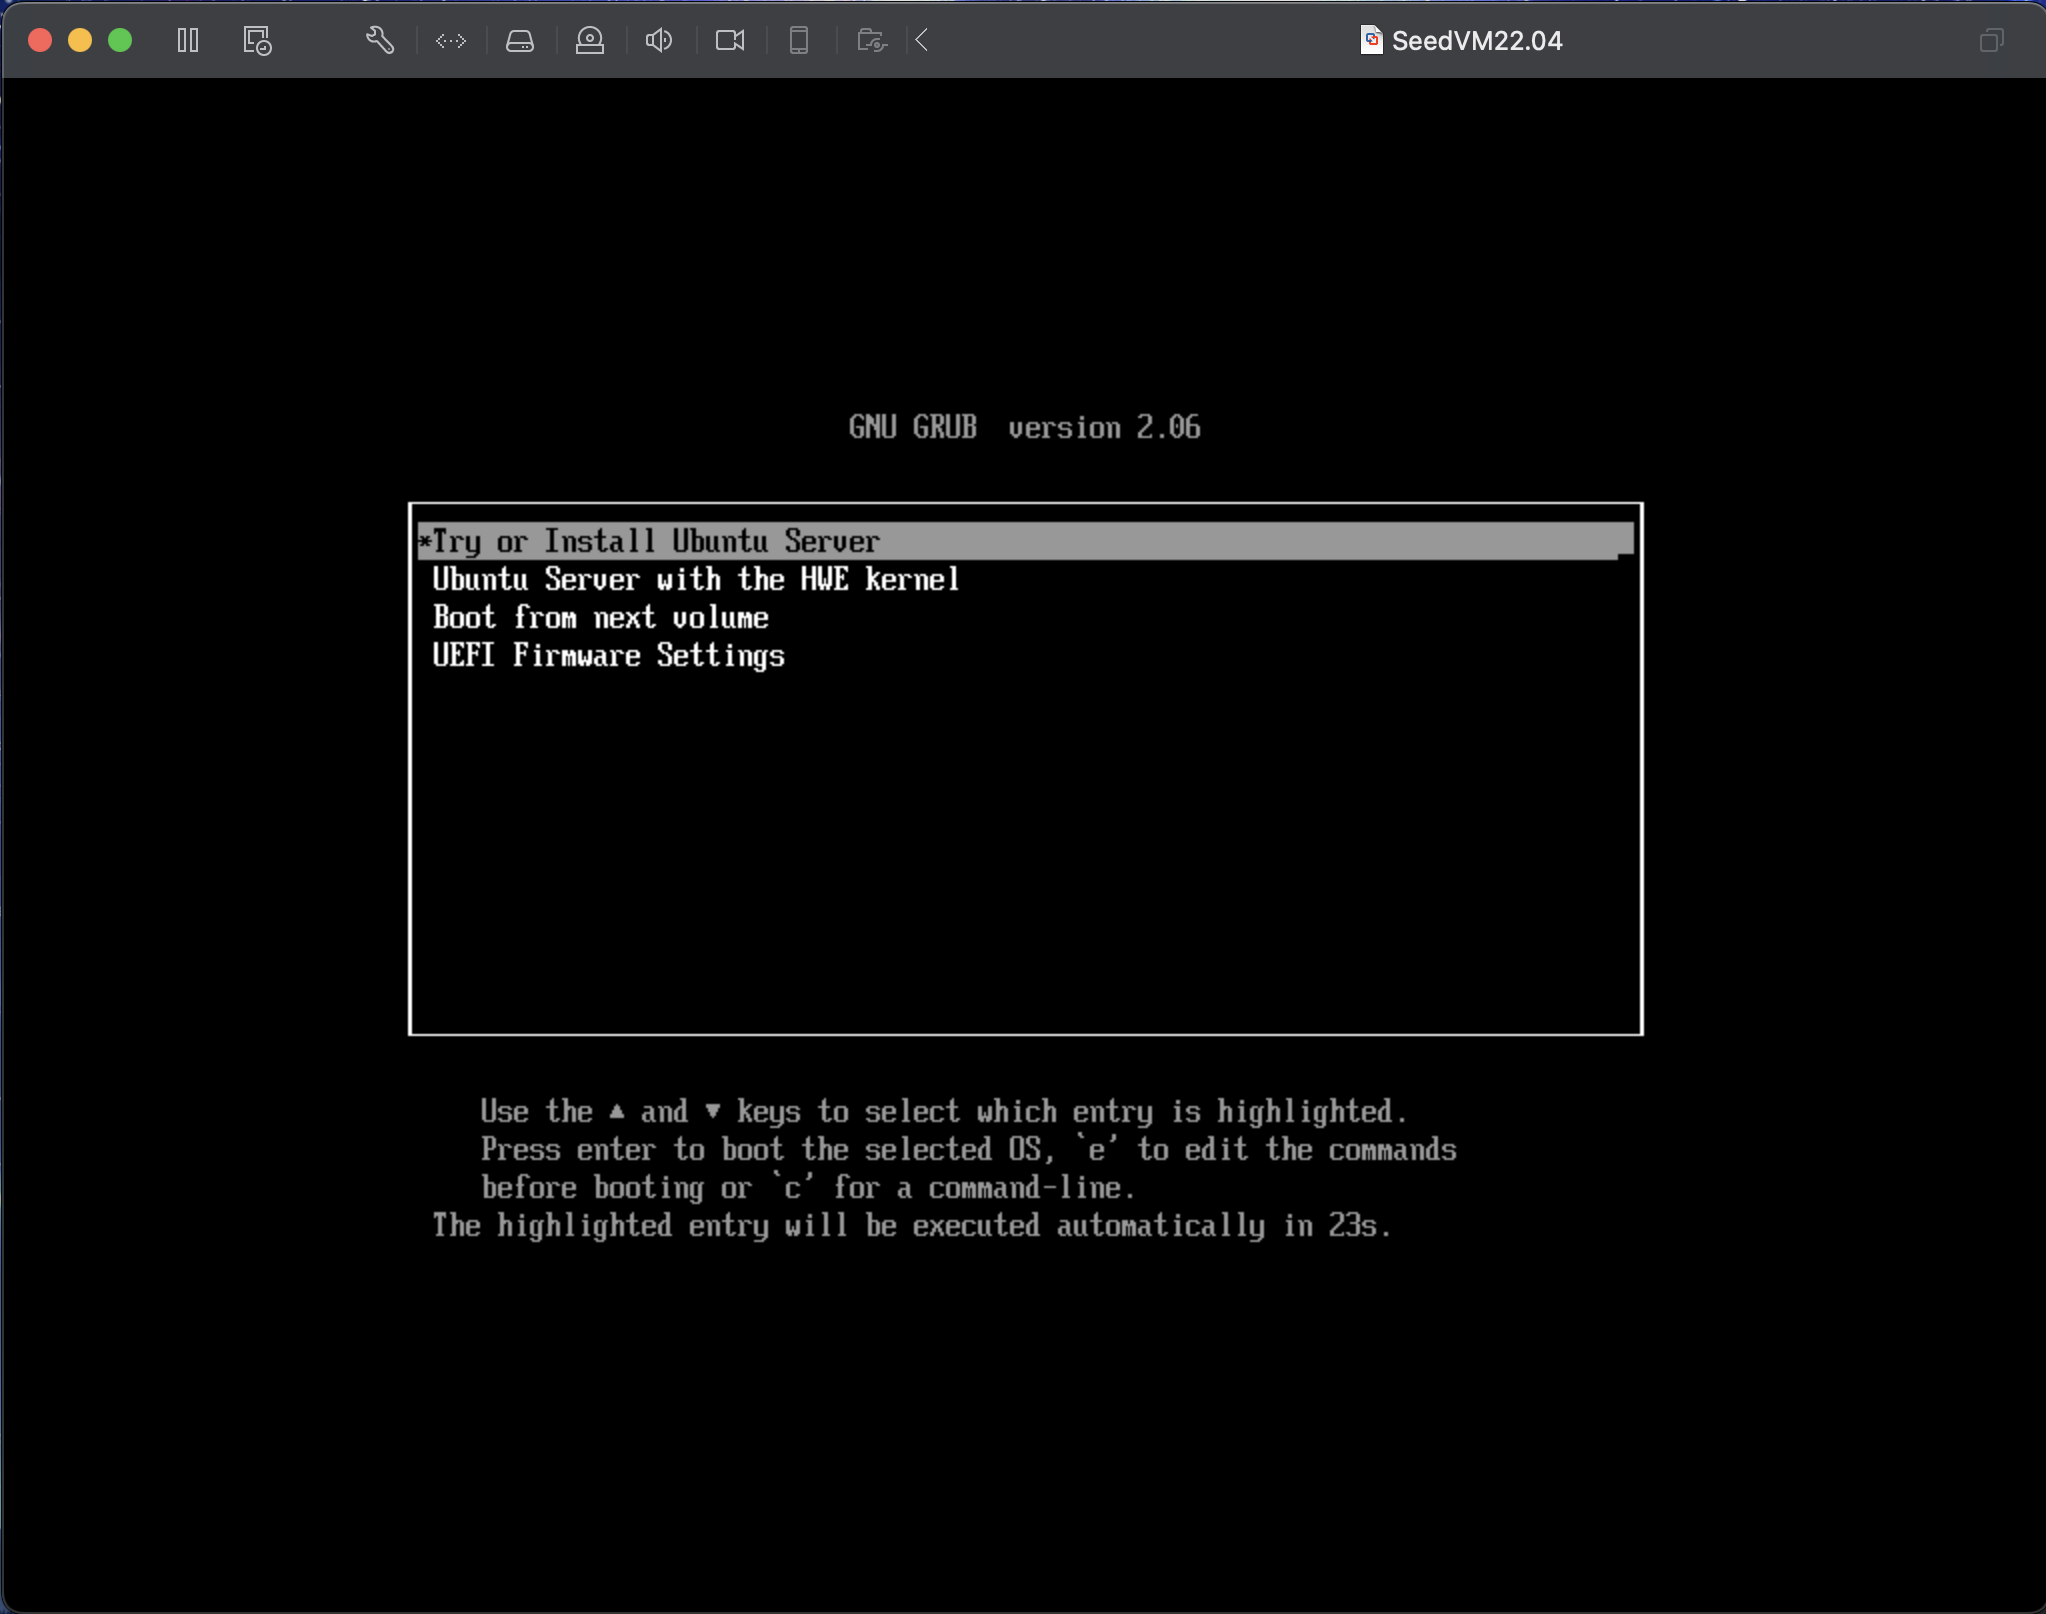 SeedVM22.04
GNU GRUB  version 2.06
*Try or Install Ubuntu Server
Ubuntu Server with the HWE kernel
Boot from next volume
UEFI Firmware Settings
Use the ▲ and ▼ keys to select which entry is highlighted.
Press enter to boot the selected OS, `e' to edit the commands
before booting or `c' for a command-line.
The highlighted entry will be executed automatically in 23s.